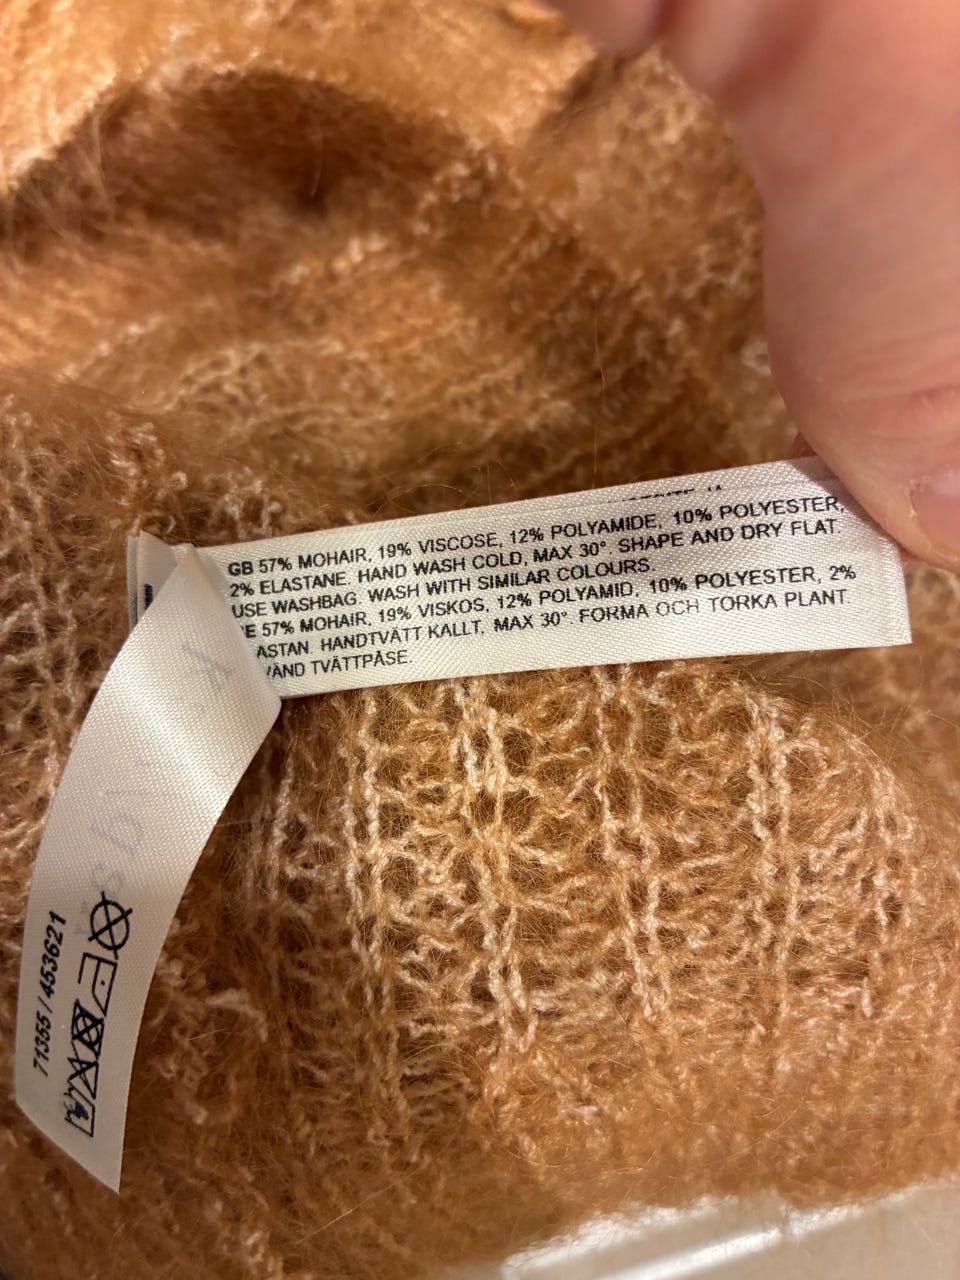 GB 57% MOHAIR, 19% VISCOSE, 12% POLYAMIDE, 10% POLYESTER,
2% ELASTANE. HAND WASH COLD, MAX 30°. SHAPE AND DRY FLAT.
USE WASHBAG. WASH WITH SIMILAR COLOURS.
E 57% MOHAIR, 19% VISKOS, 12% POLYAMID, 10% POLYESTER, 2%
ASTAN. HANDTVÄTT KALLT, MAX 30°. FORMA OCH TORKA PLANT.
VÄND TVÄTTPÅSE.
71355 / 453621